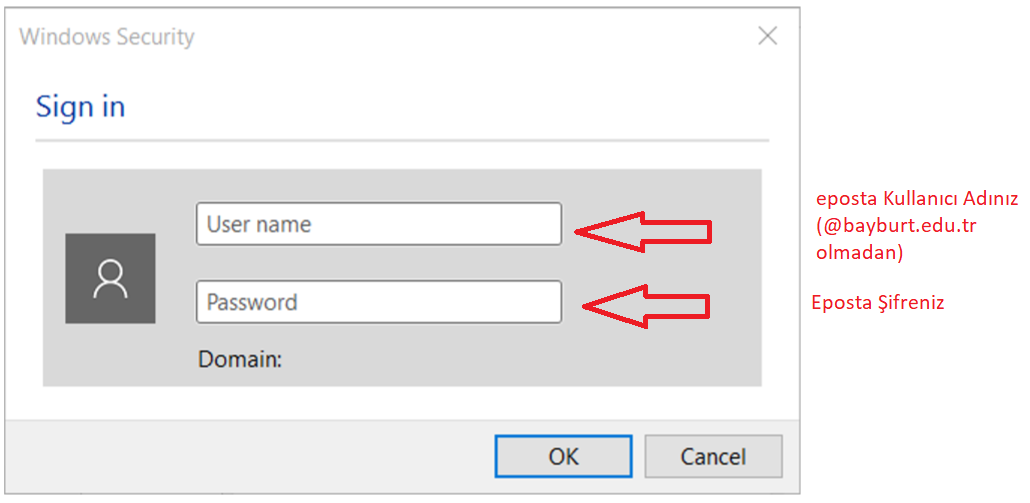 Windows Security
Sign in
User name
eposta Kullanıcı Adınız
(@bayburt.edu.tr
olmadan)
Password
Eposta Şifreniz
Domain:
OK
Cancel